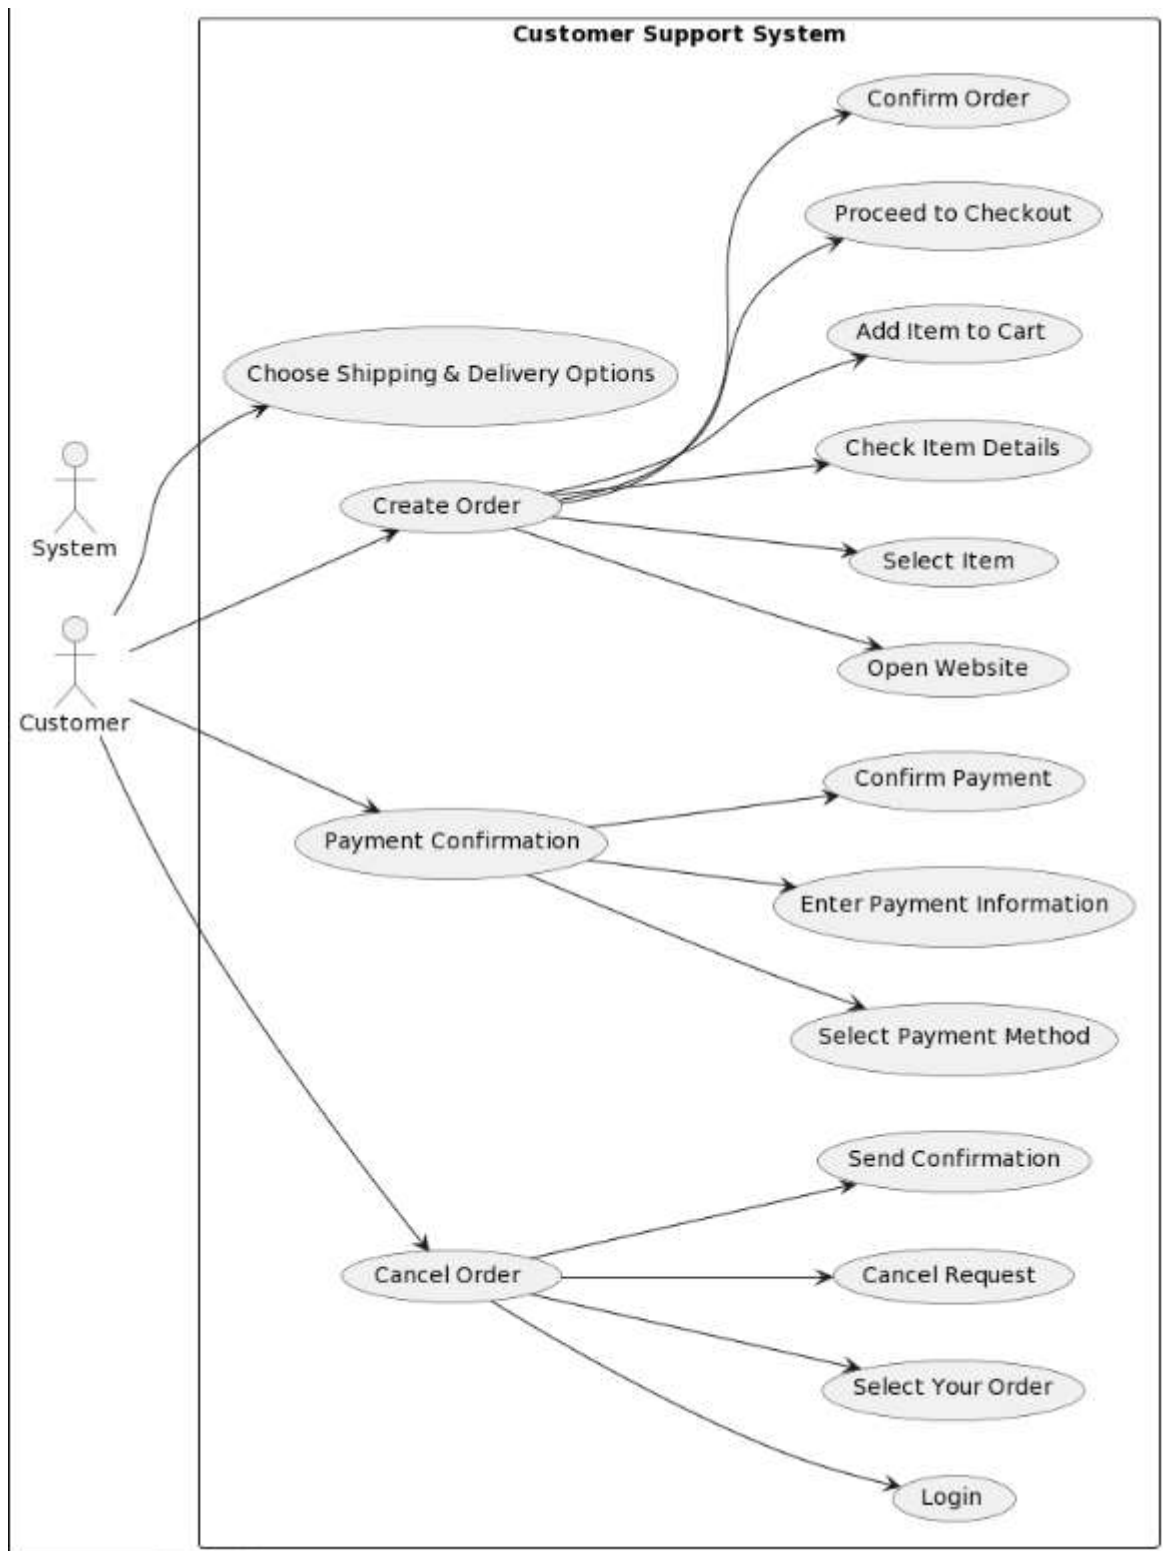 Customer Support System
Confirm Order
Proceed to Checkout
Add Item to Cart
Choose Shipping & Delivery Options
Check Item Details
Create Order
System
Select Item
Open Website
Customer
Confirm Payment
Payment Confirmation
Enter Payment Information
Select Payment Method
Send Confirmation
Cancel Order
Cancel Request
Select Your Order
Login